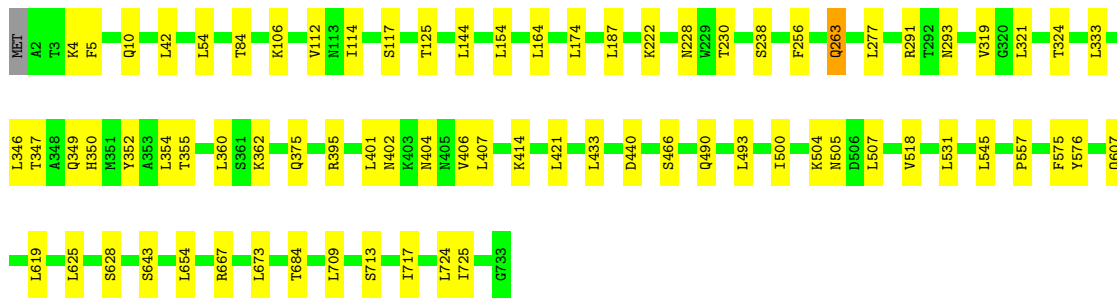 MET A2 T3 K4 F5 Q10 L42 L54 T84 K106 V112 N113 I114 S117 T125 L144 L154 L164 L174 L187 K222 N228 W229 T230 S238 F256 Q263 L277 R291 T292 N293 V319 G320 L321 T324 L333
L346 T347 A348 Q349 H350 M351 Y352 A353 L354 T355 L360 S361 K362 Q375 R395 L401 N402 K403 N404 N405 V406 L407 K414 L421 L433 D440 S466 Q490 L493 I500 K504 N505 D506 L507 V518 L531 L545 P557 F575 Y576
L619 L625 S628 S643 L654 R667 L673 T684 L709 S713 I717 L724 I725 G733